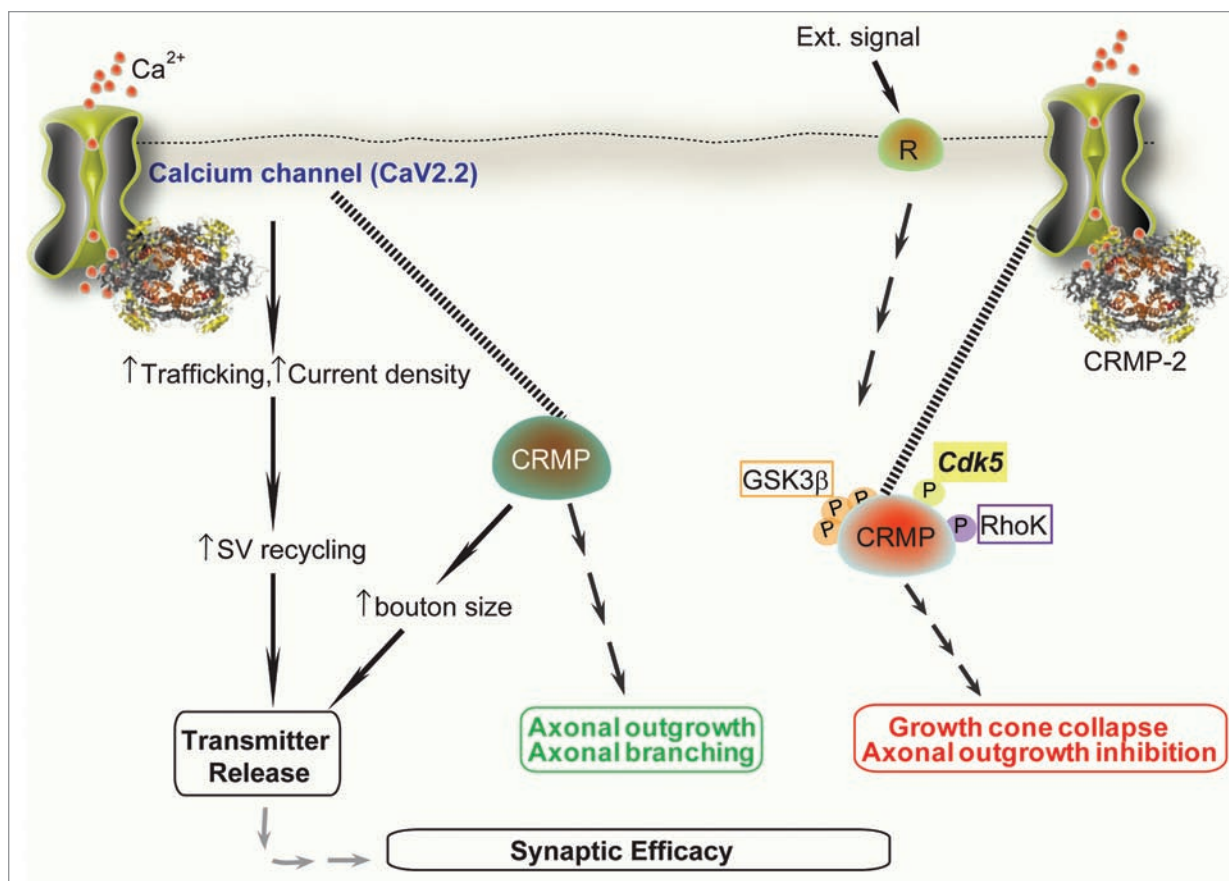 Ext. signal
Ca2+
R
Calcium channel (CaV2.2)
CRMP-2
↑Trafficking,↑Current density
CRMP
Cdk5
GSK3β
P
P
P
P
P
RhoK
CRMP
↑SV recycling
↑bouton size
Transmitter
Release
Axonal outgrowth
Axonal branching
Growth cone collapse
Axonal outgrowth inhibition
Synaptic Efficacy